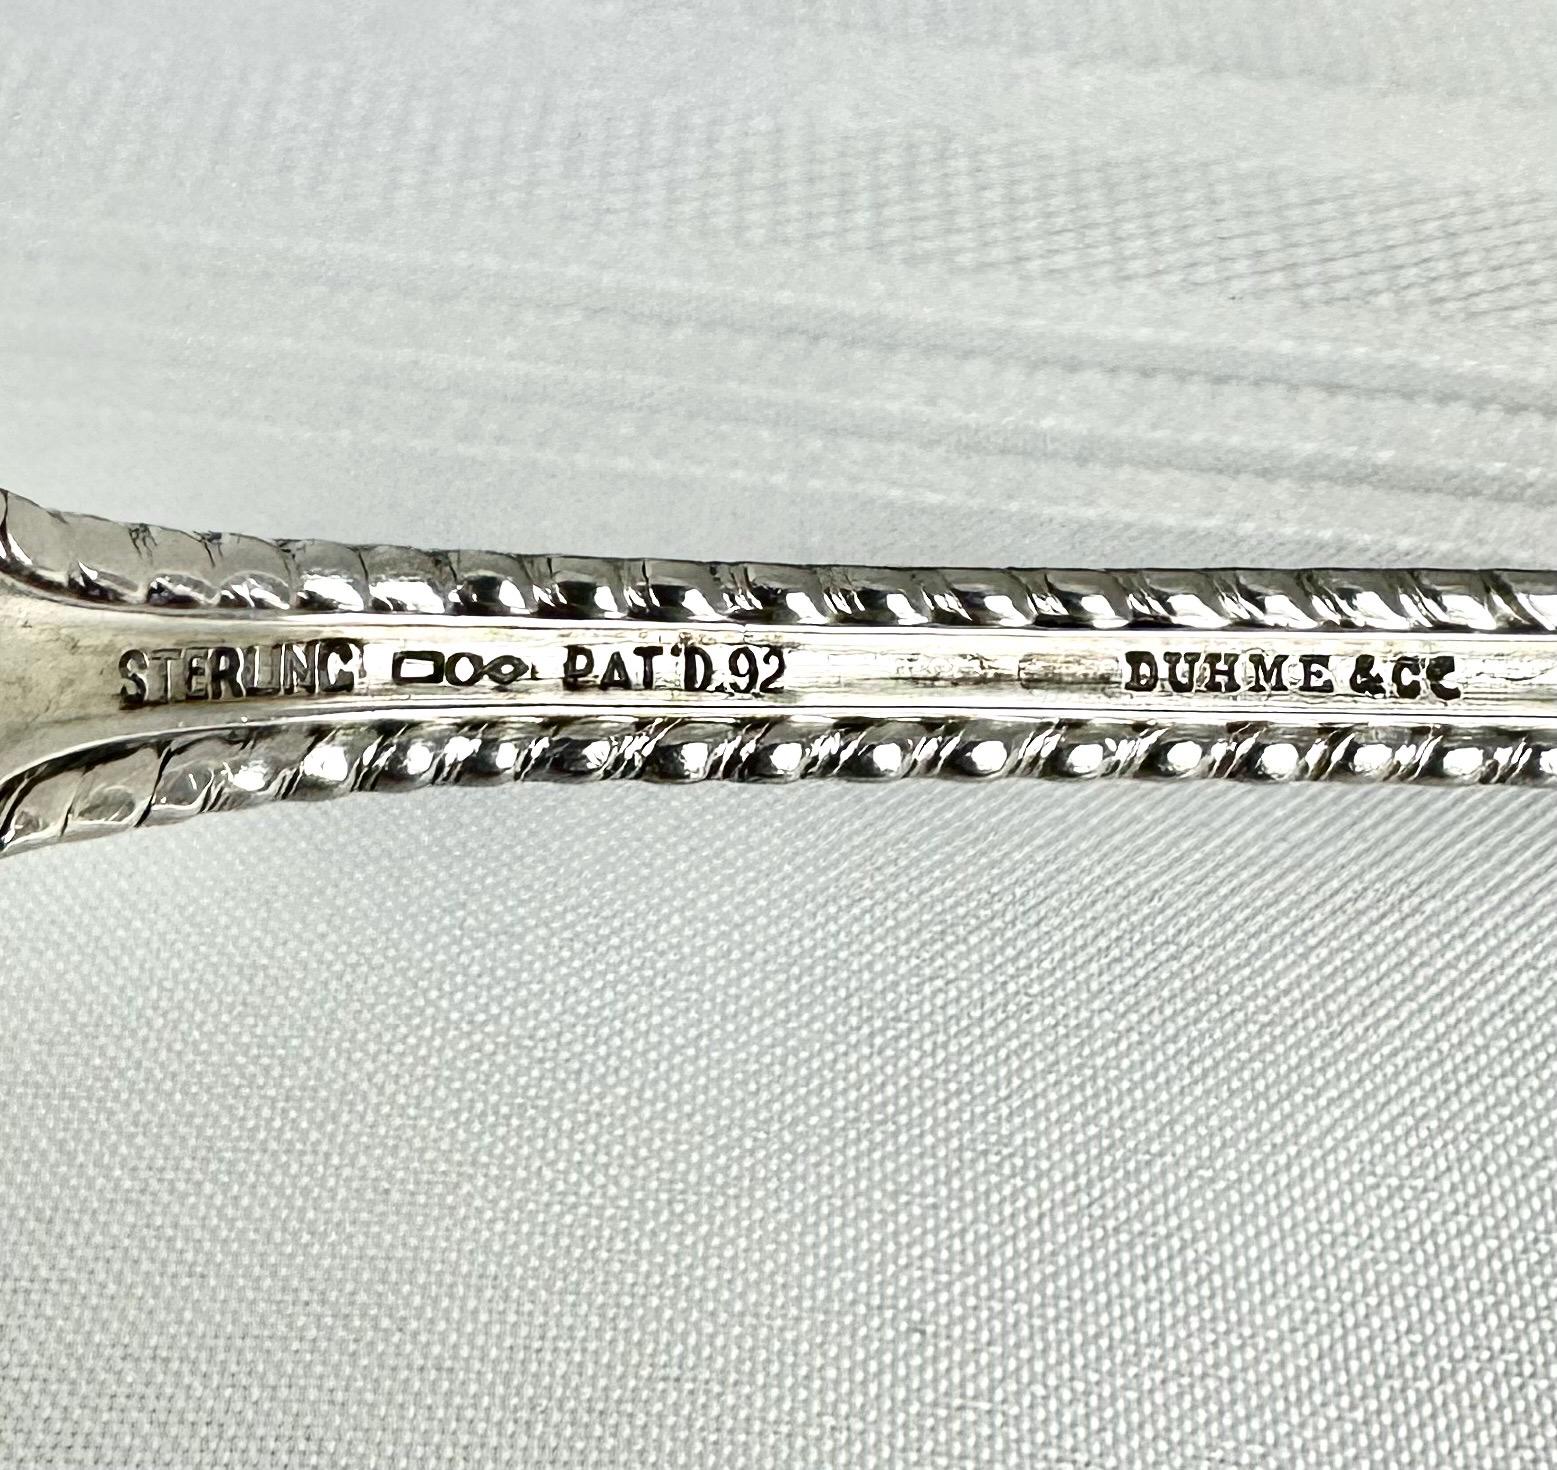 STERLING PAT'D.92 DUHME & CO